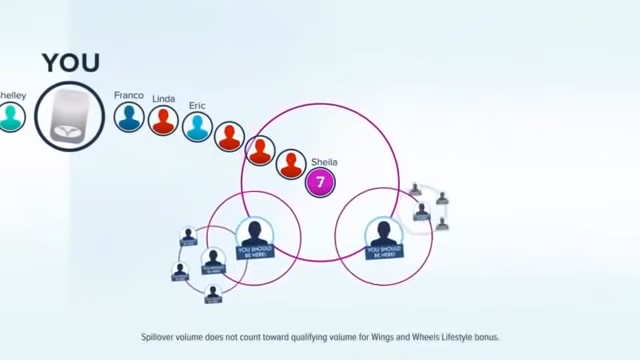 YOU
Shelley
Franco
Linda
Eric
Sheila
7
YOU SHOULD
BE HERE!
YOU SHOULD
BE HERE!
Spillover volume does not count toward qualifying volume for Wings and Wheels Lifestyle bonus.